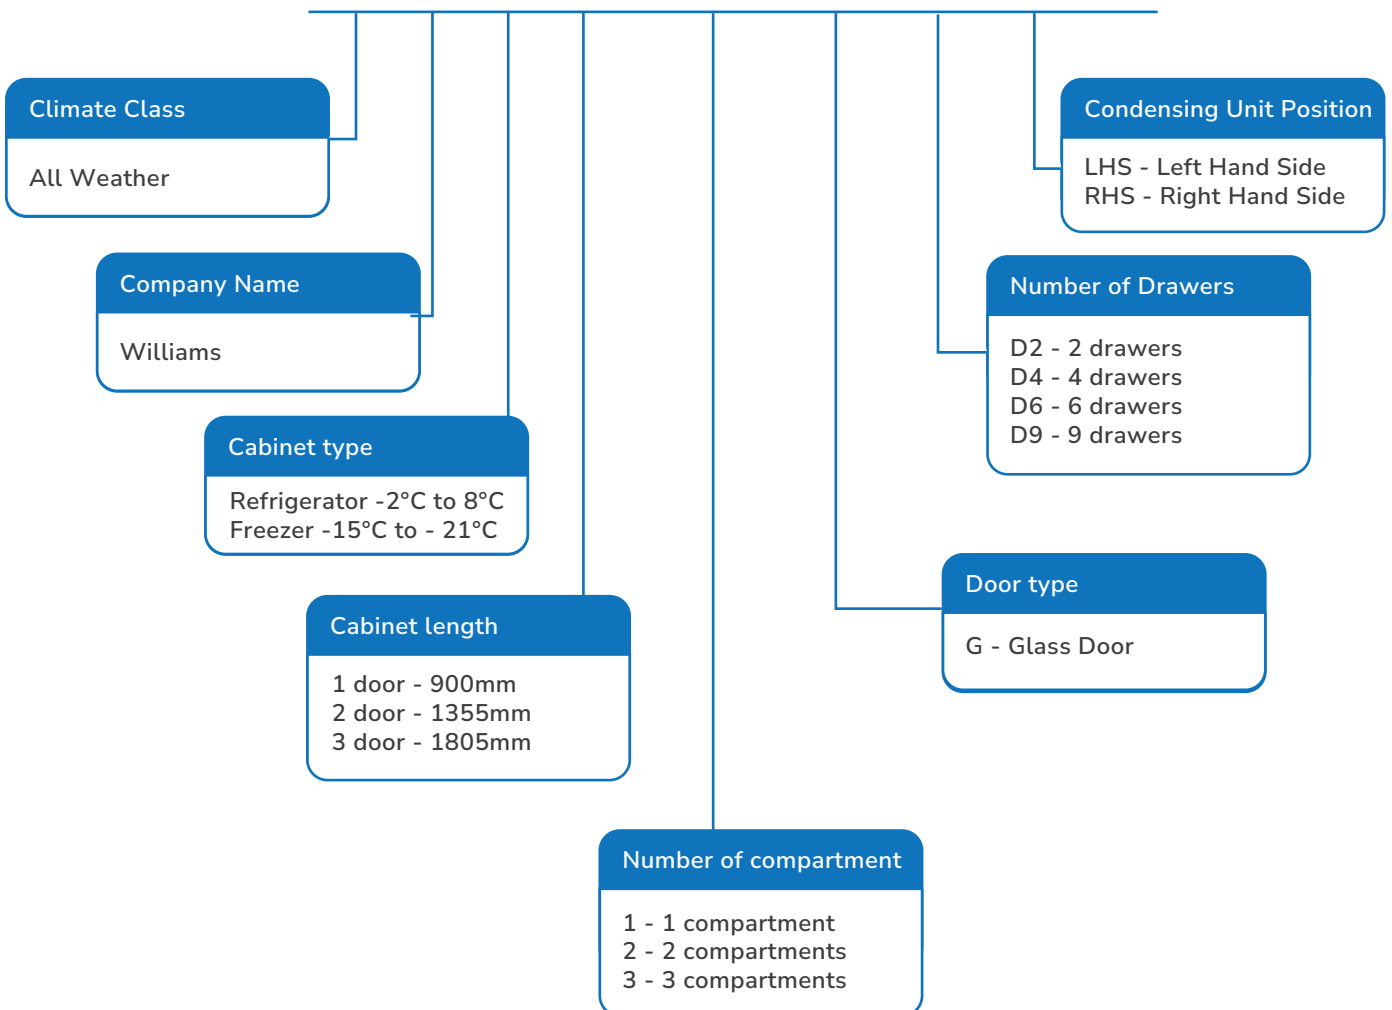 Climate Class
All Weather
Condensing Unit Position
LHS - Left Hand Side
RHS - Right Hand Side
Company Name
Williams
Number of Drawers
D2 - 2 drawers
D4 - 4 drawers
D6 - 6 drawers
D9 - 9 drawers
Cabinet type
Refrigerator -2°C to 8°C
Freezer -15°C to - 21°C
Door type
G - Glass Door
Cabinet length
1 door - 900mm
2 door - 1355mm
3 door - 1805mm
Number of compartment
1 - 1 compartment
2 - 2 compartments
3 - 3 compartments